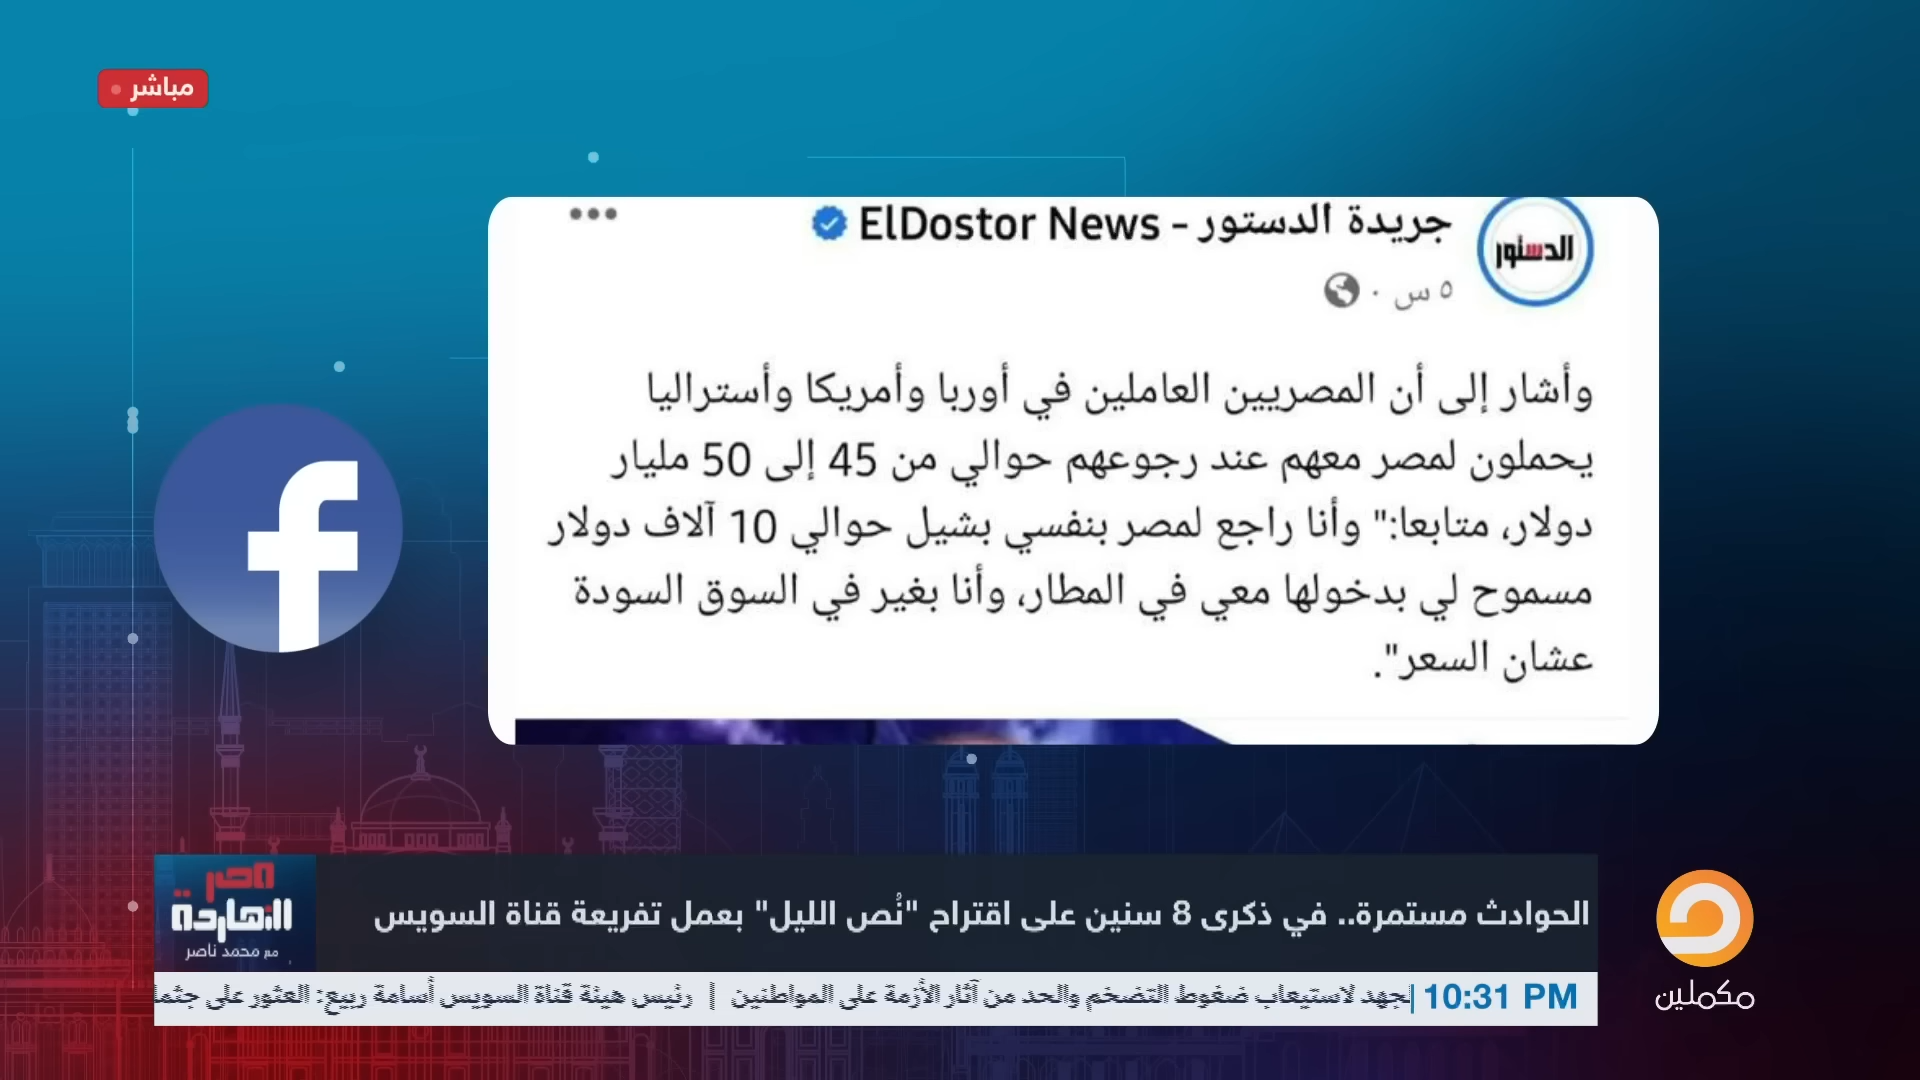 مباشر
جريدة الدستور - ElDostor News
الدستور
٥ س ·
وأشار إلى أن المصريين العاملين في أوربا وأمريكا وأستراليا
يحملون لمصر معهم عند رجوعهم حوالي من 45 إلى 50 مليار
دولار، متابعا:" وأنا راجع لمصر بنفسي بشيل حوالي 10 آلاف دولار
مسموح لي بدخولها معي في المطار، وأنا بغير في السوق السودة
عشان السعر".
الحوادث مستمرة.. في ذكرى 8 سنين على اقتراح "نُص الليل" بعمل تفريعة قناة السويس
مصر
النهاردة
مع محمد ناصر
10:31 PM
لاستيعاب ضغوط التضخم والحد من آثار الأزمة على المواطنين | رئيس هيئة قناة السويس أسامة ربيع: العثور على
مكملين